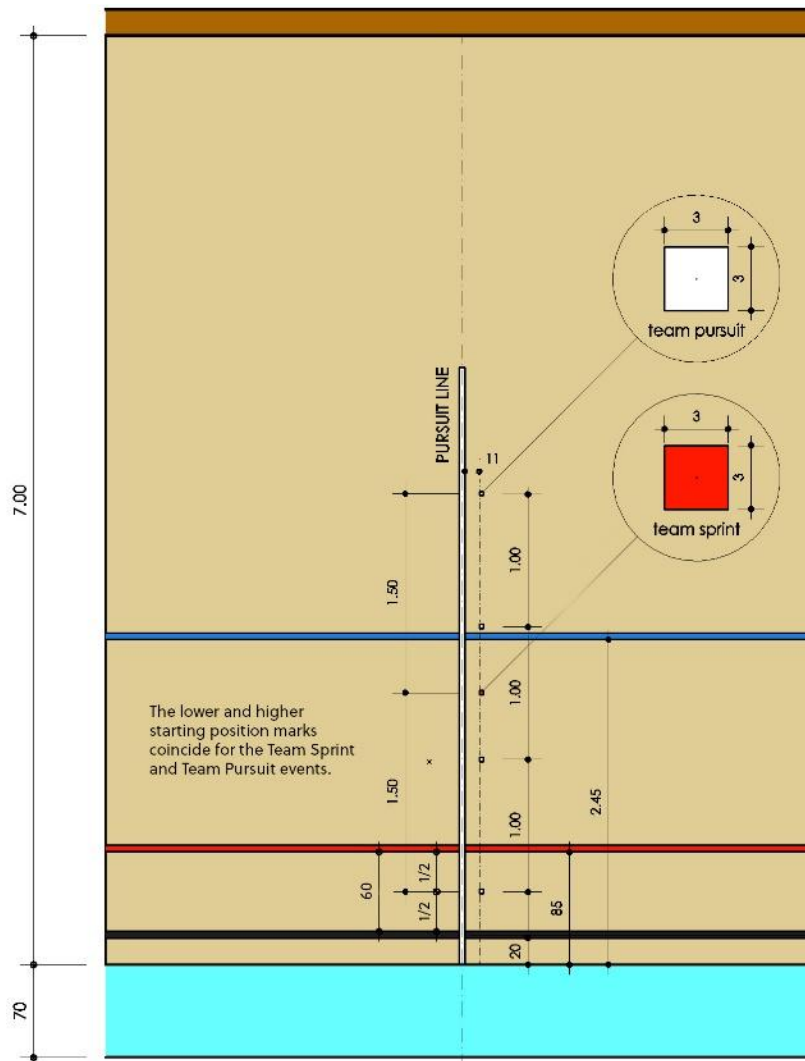 3
3
team pursuit
PURSUIT LINE
11
3
3
team sprint
7.00
1.50
1.00
1.00
The lower and higher
starting position marks
coincide for the Team Sprint
and Team Pursuit events.
1.50
2.45
1.00
60
1/2
1/2
85
20
70